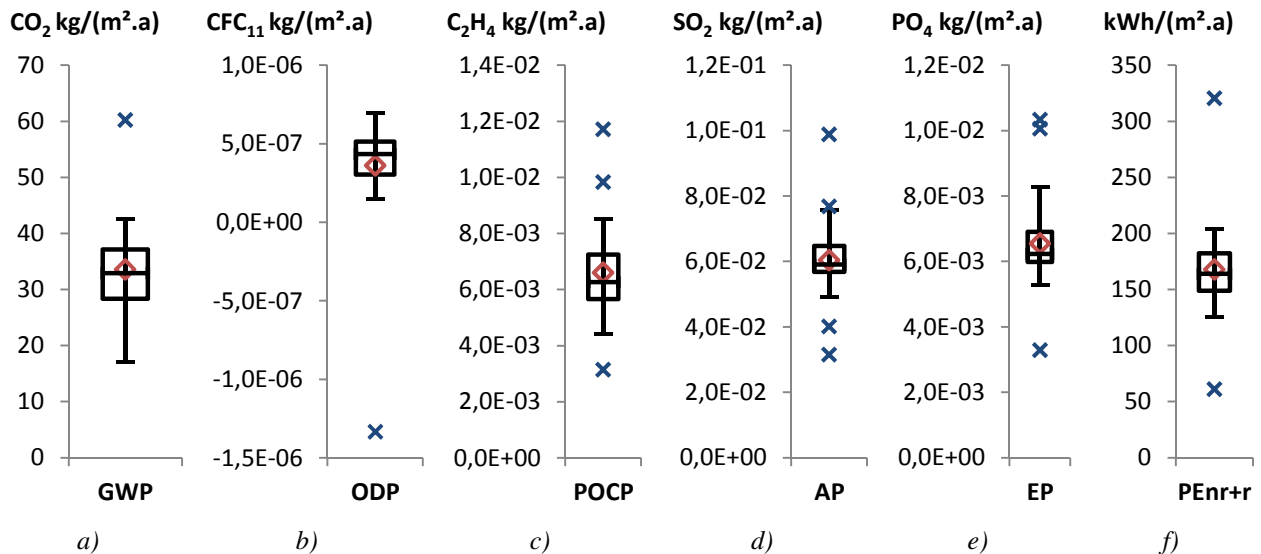 CO₂ kg/(m².a) CFC₁₁ kg/(m².a) C₂H₄ kg/(m².a) SO₂ kg/(m².a) PO₄ kg/(m².a) kWh/(m².a)
70
60
50
40
30
20
10
0
GWP
a)
1,0E-06
5,0E-07
0,0E+00
-5,0E-07
-1,0E-06
-1,5E-06
ODP
b)
1,4E-02
1,2E-02
1,0E-02
8,0E-03
6,0E-03
4,0E-03
2,0E-03
0,0E+00
POCP
c)
1,2E-01
1,0E-01
8,0E-02
6,0E-02
4,0E-02
2,0E-02
0,0E+00
AP
d)
1,2E-02
1,0E-02
8,0E-03
6,0E-03
4,0E-03
2,0E-03
0,0E+00
EP
e)
350
300
250
200
150
100
50
0
PEnr+r
f)